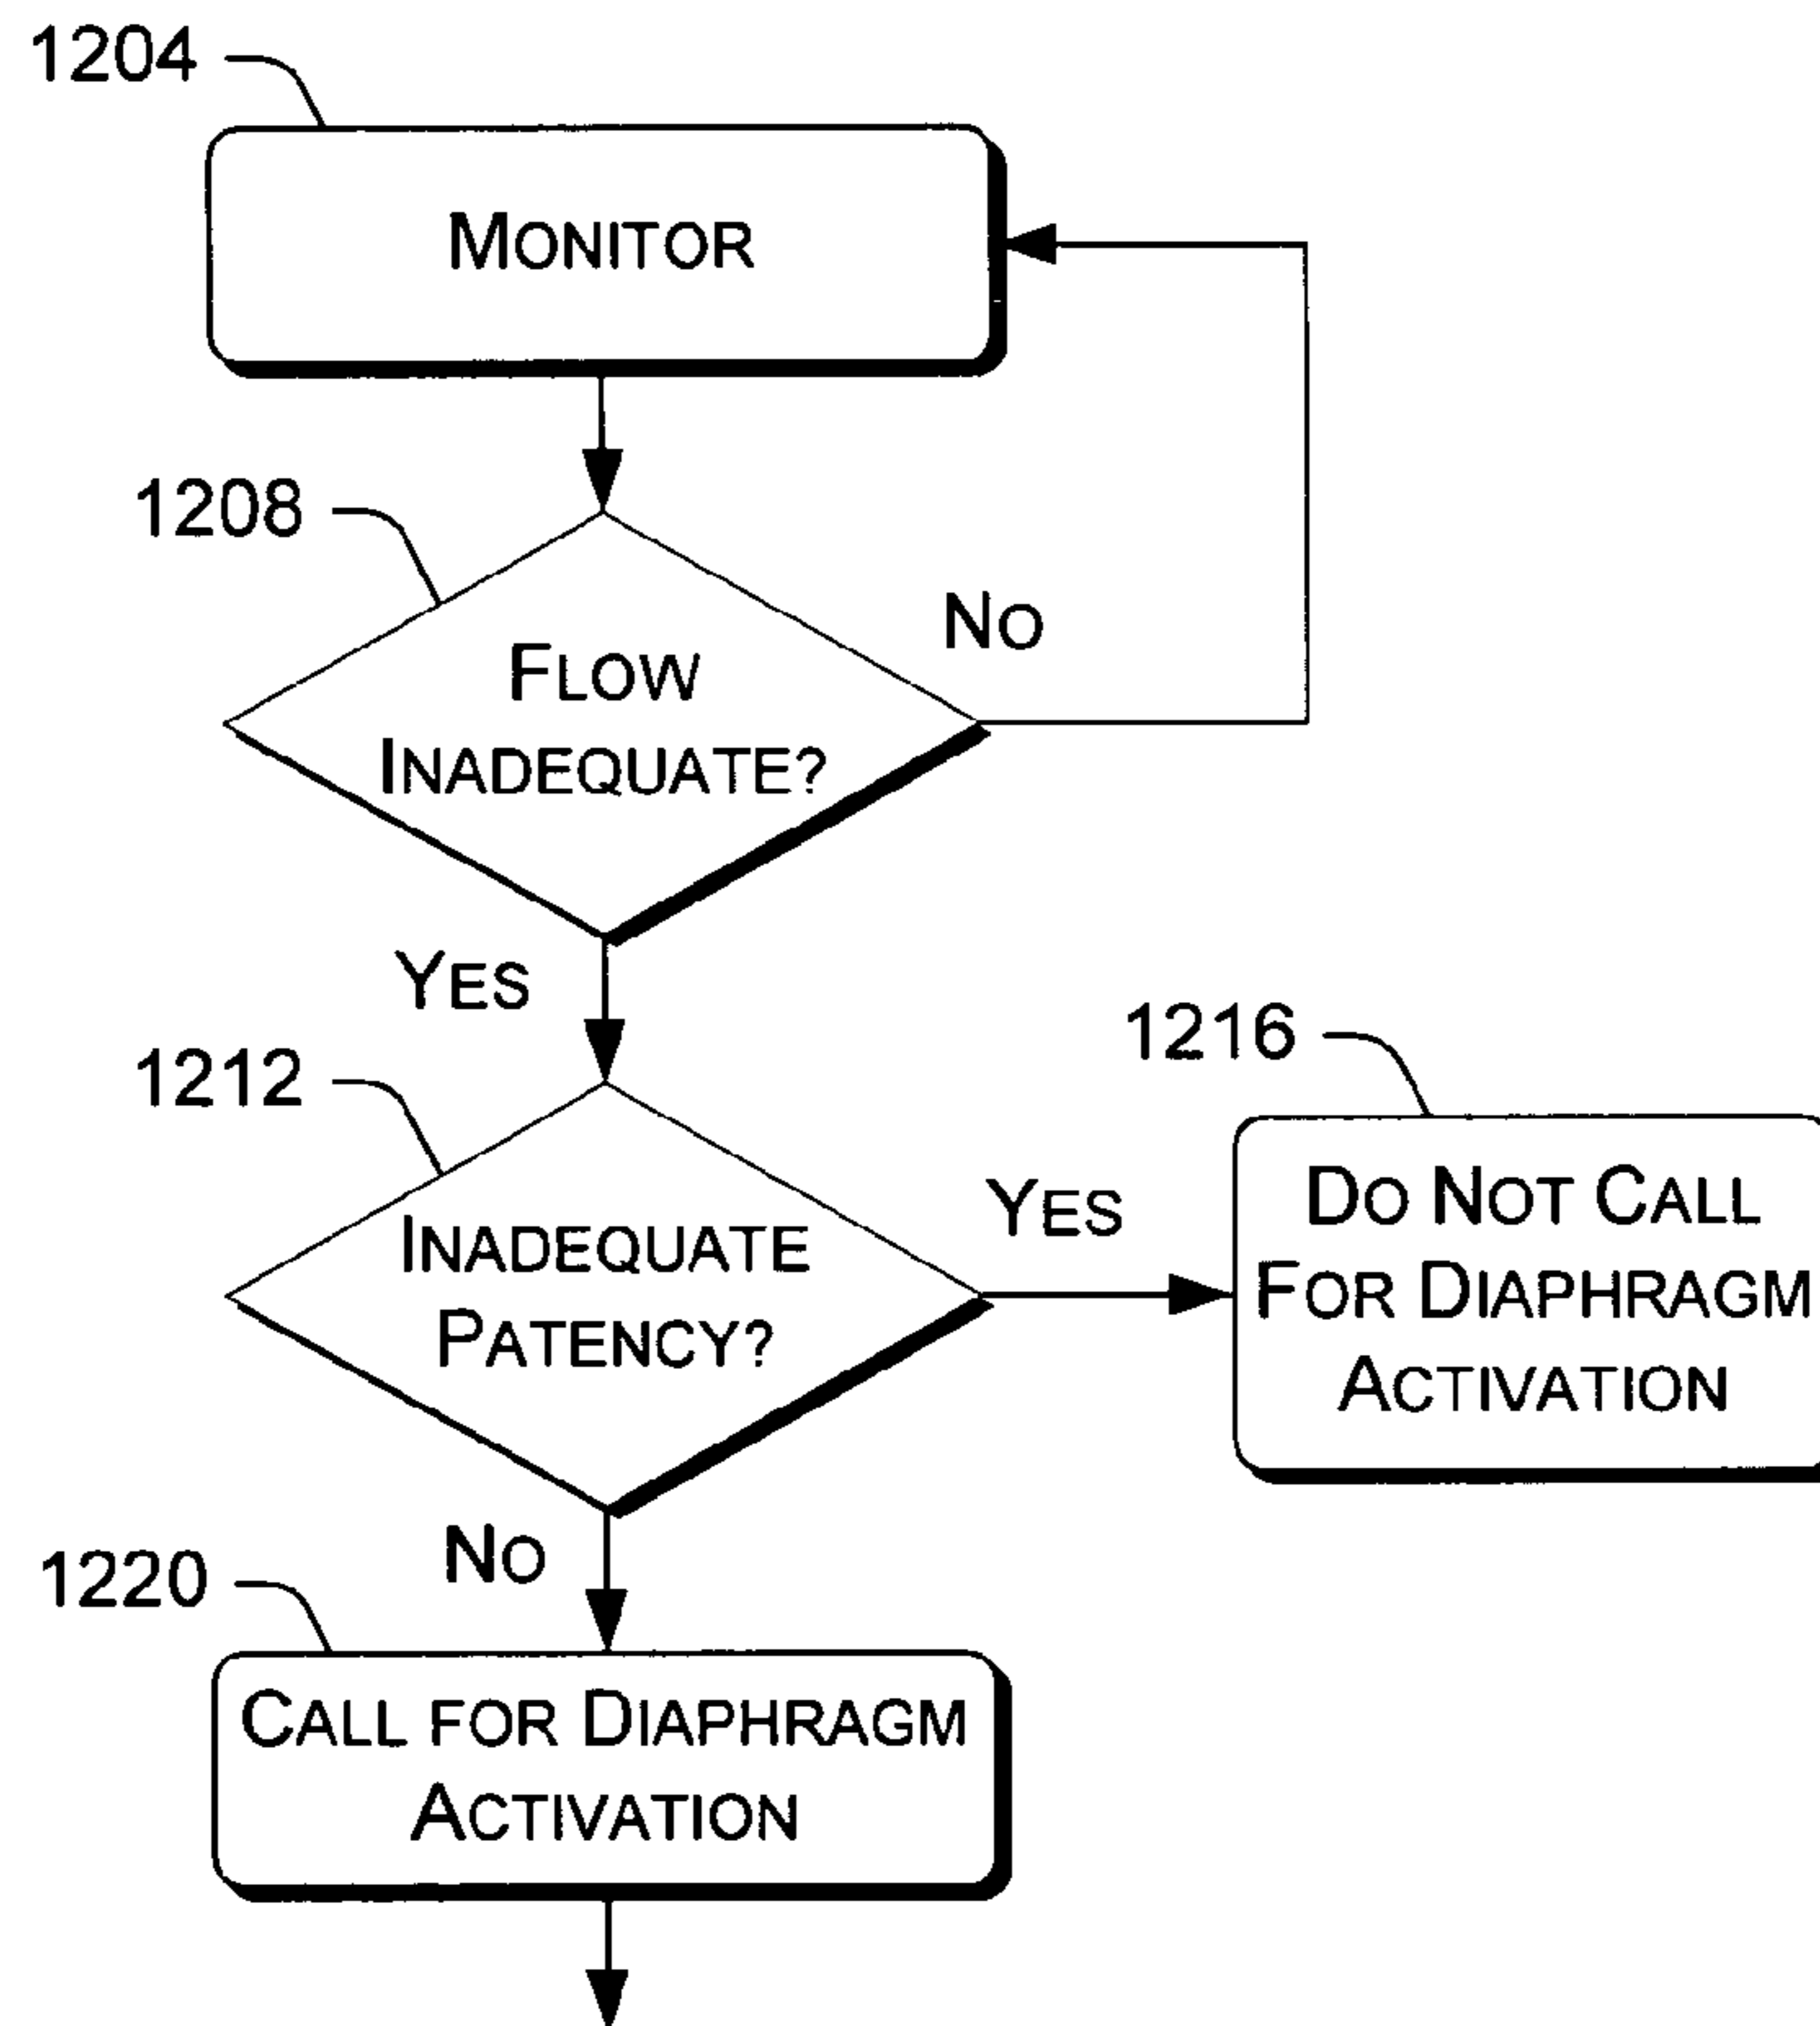 1204
MONITOR
1208
NO
FLOW
INADEQUATE?
YES
1212
1216
INADEQUATE
PATENCY?
YES
DO NOT CALL
FOR DIAPHRAGM
ACTIVATION
NO
1220
CALL FOR DIAPHRAGM
ACTIVATION